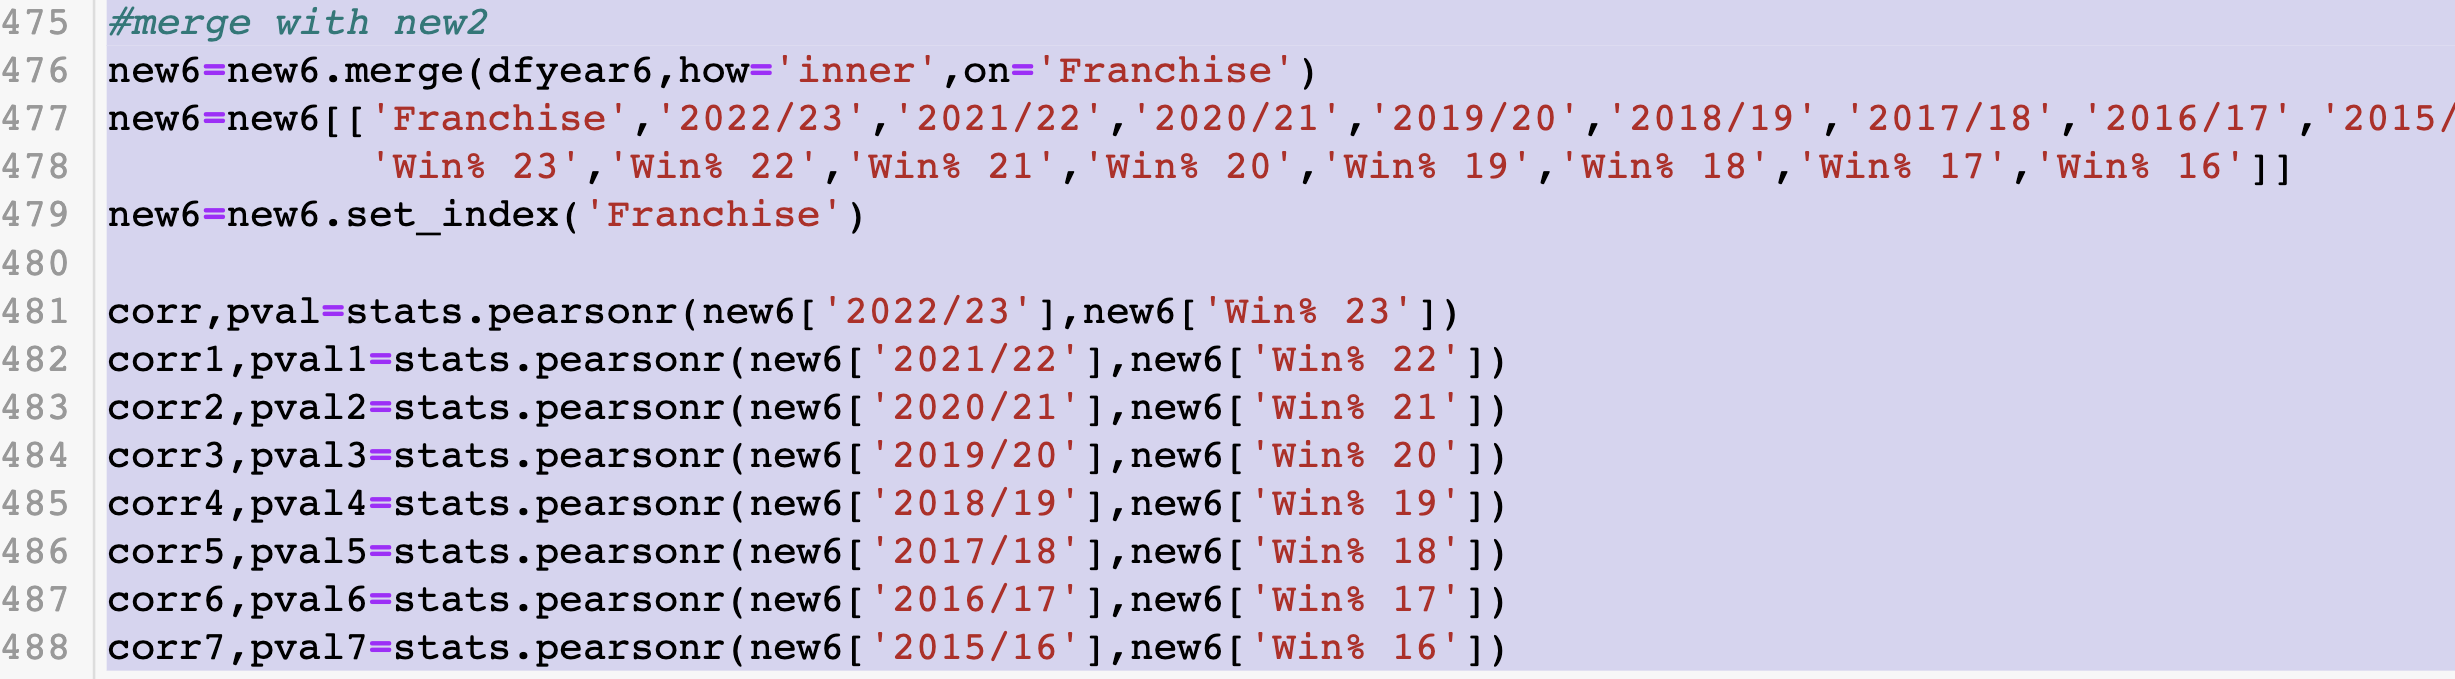 475 #merge with new2
476 new6=new6.merge(dfyear6,how='inner',on='Franchise')
477 new6=new6[['Franchise','2022/23','2021/22','2020/21','2019/20','2018/19','2017/18','2016/17','2015/
478 'Win% 23','Win% 22','Win% 21','Win% 20','Win% 19','Win% 18','Win% 17','Win% 16']]
479 new6=new6.set_index('Franchise')
480
481 corr,pval=stats.pearsonr(new6['2022/23'],new6['Win% 23'])
482 corr1,pval1=stats.pearsonr(new6['2021/22'],new6['Win% 22'])
483 corr2,pval2=stats.pearsonr(new6['2020/21'],new6['Win% 21'])
484 corr3,pval3=stats.pearsonr(new6['2019/20'],new6['Win% 20'])
485 corr4,pval4=stats.pearsonr(new6['2018/19'],new6['Win% 19'])
486 corr5,pval5=stats.pearsonr(new6['2017/18'],new6['Win% 18'])
487 corr6,pval6=stats.pearsonr(new6['2016/17'],new6['Win% 17'])
488 corr7,pval7=stats.pearsonr(new6['2015/16'],new6['Win% 16'])